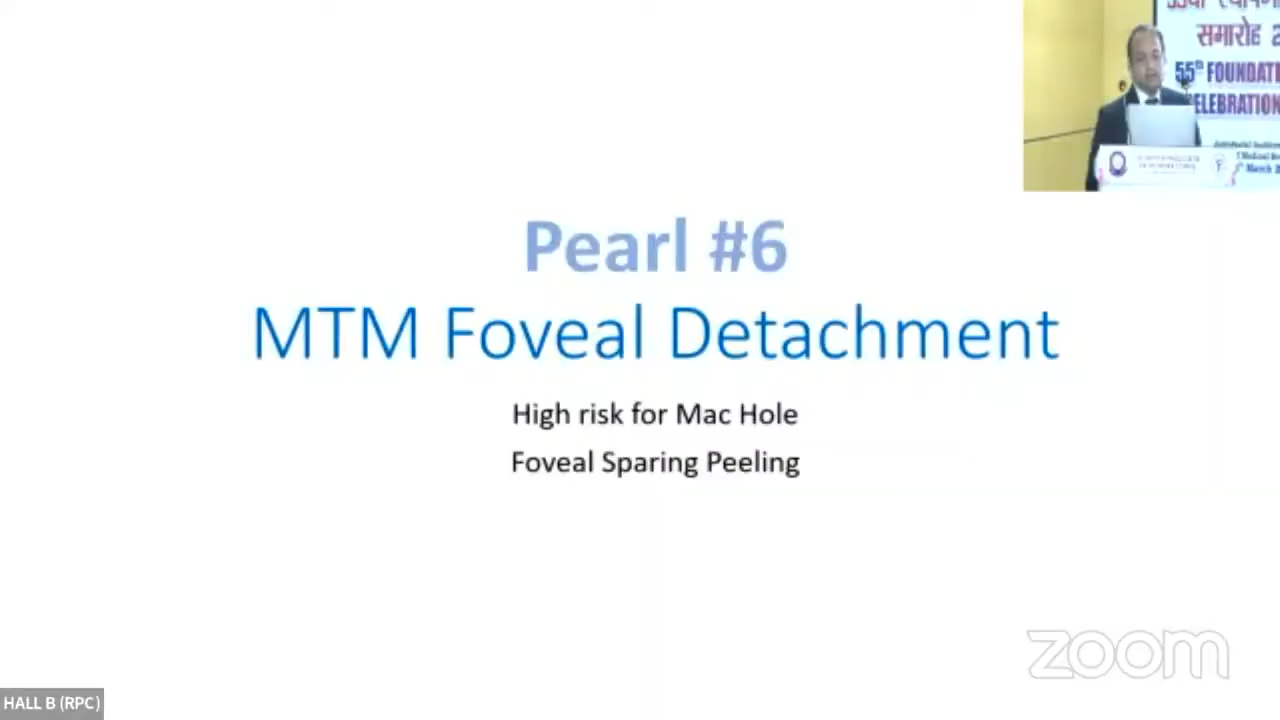 समारोह
55th FOUNDATI
CELEBRATION
Pearl #6
MTM Foveal Detachment
High risk for Mac Hole
Foveal Sparing Peeling
zoom
HALL B (RPC)